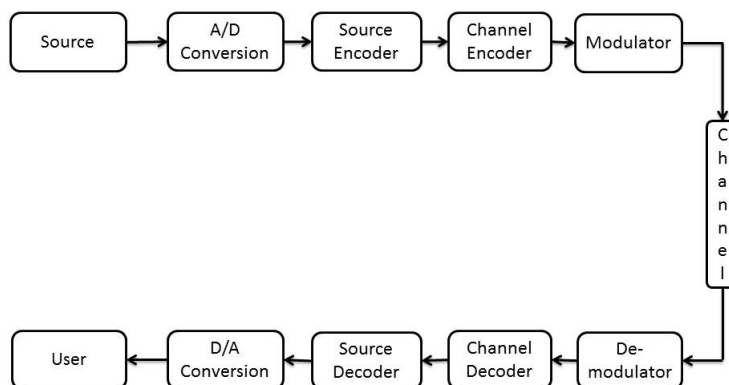 Source
A/D
Conversion
Source
Encoder
Channel
Encoder
Modulator
C
h
a
n
n
e
l
User
D/A
Conversion
Source
Decoder
Channel
Decoder
De-
modulator